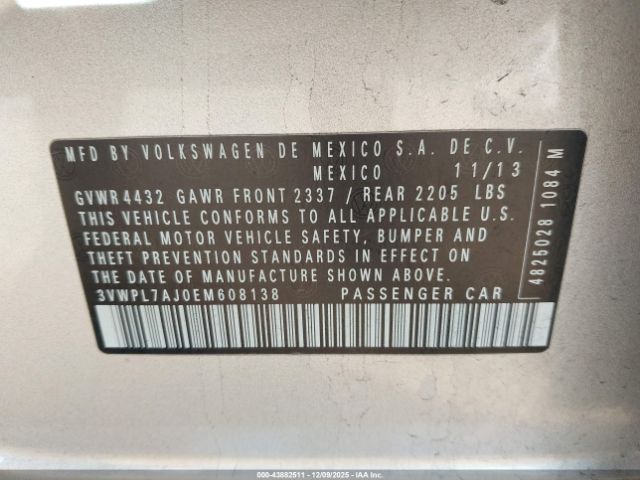 MFD BY VOLKSWAGEN DE MEXICO S.A. DE C.V.
MEXICO 11/13
GVWR 4432 GAWR FRONT 2337 / REAR 2205 LBS
THIS VEHICLE CONFORMS TO ALL APPLICABLE U.S.
FEDERAL MOTOR VEHICLE SAFETY, BUMPER AND
THEFT PREVENTION STANDARDS IN EFFECT ON
THE DATE OF MANUFACTURE SHOWN ABOVE.
3VWPL7AJ0EM608138 PASSENGER CAR
4825028 1084 M
000-43882511 - 12/09/2025 - IAAI.CA